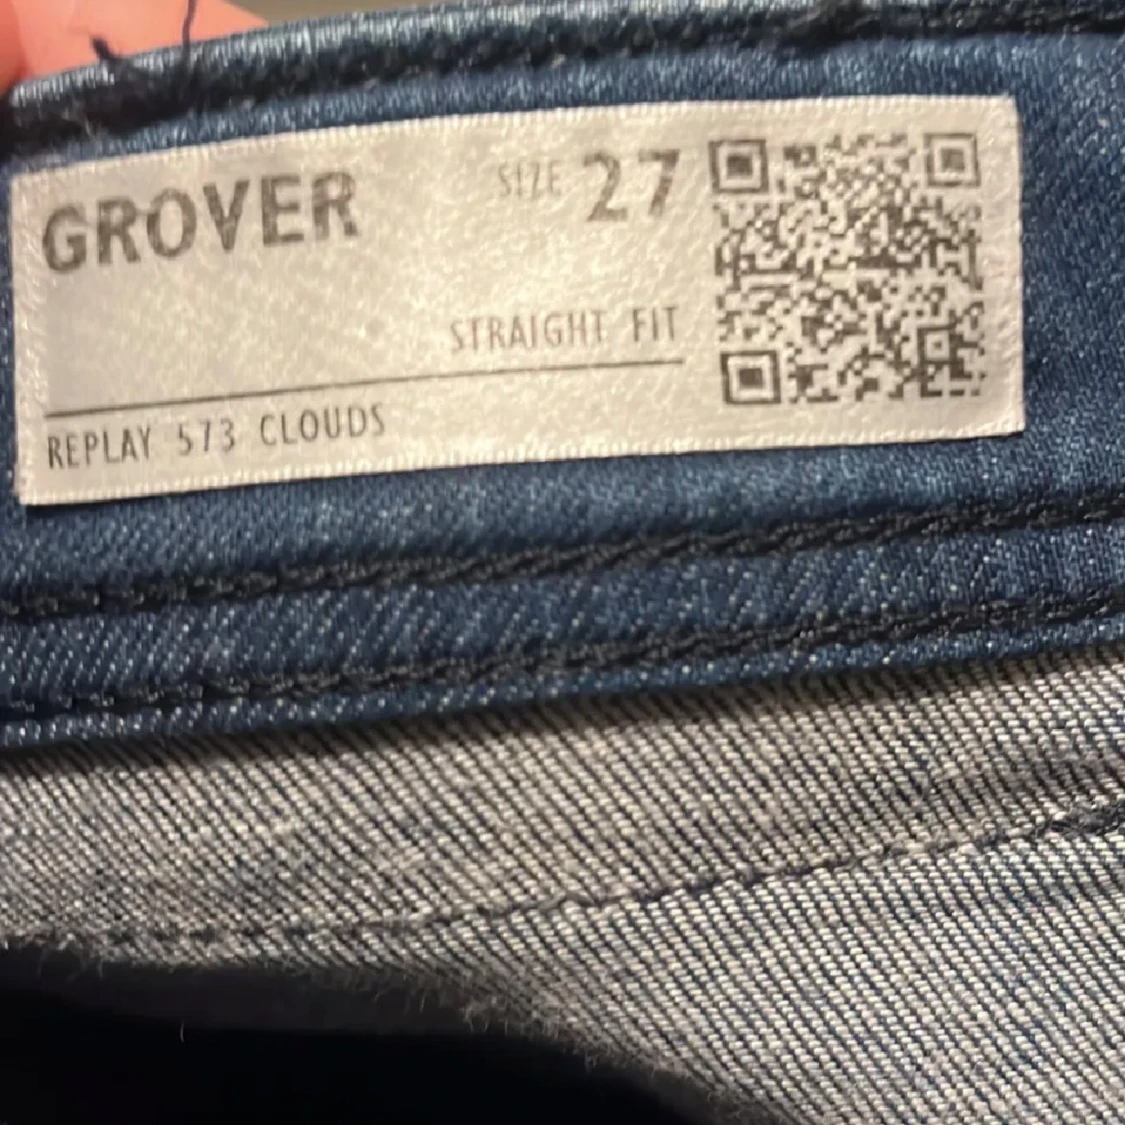 GROVER
SIZE 27
STRAIGHT FIT
REPLAY 573 CLOUDS